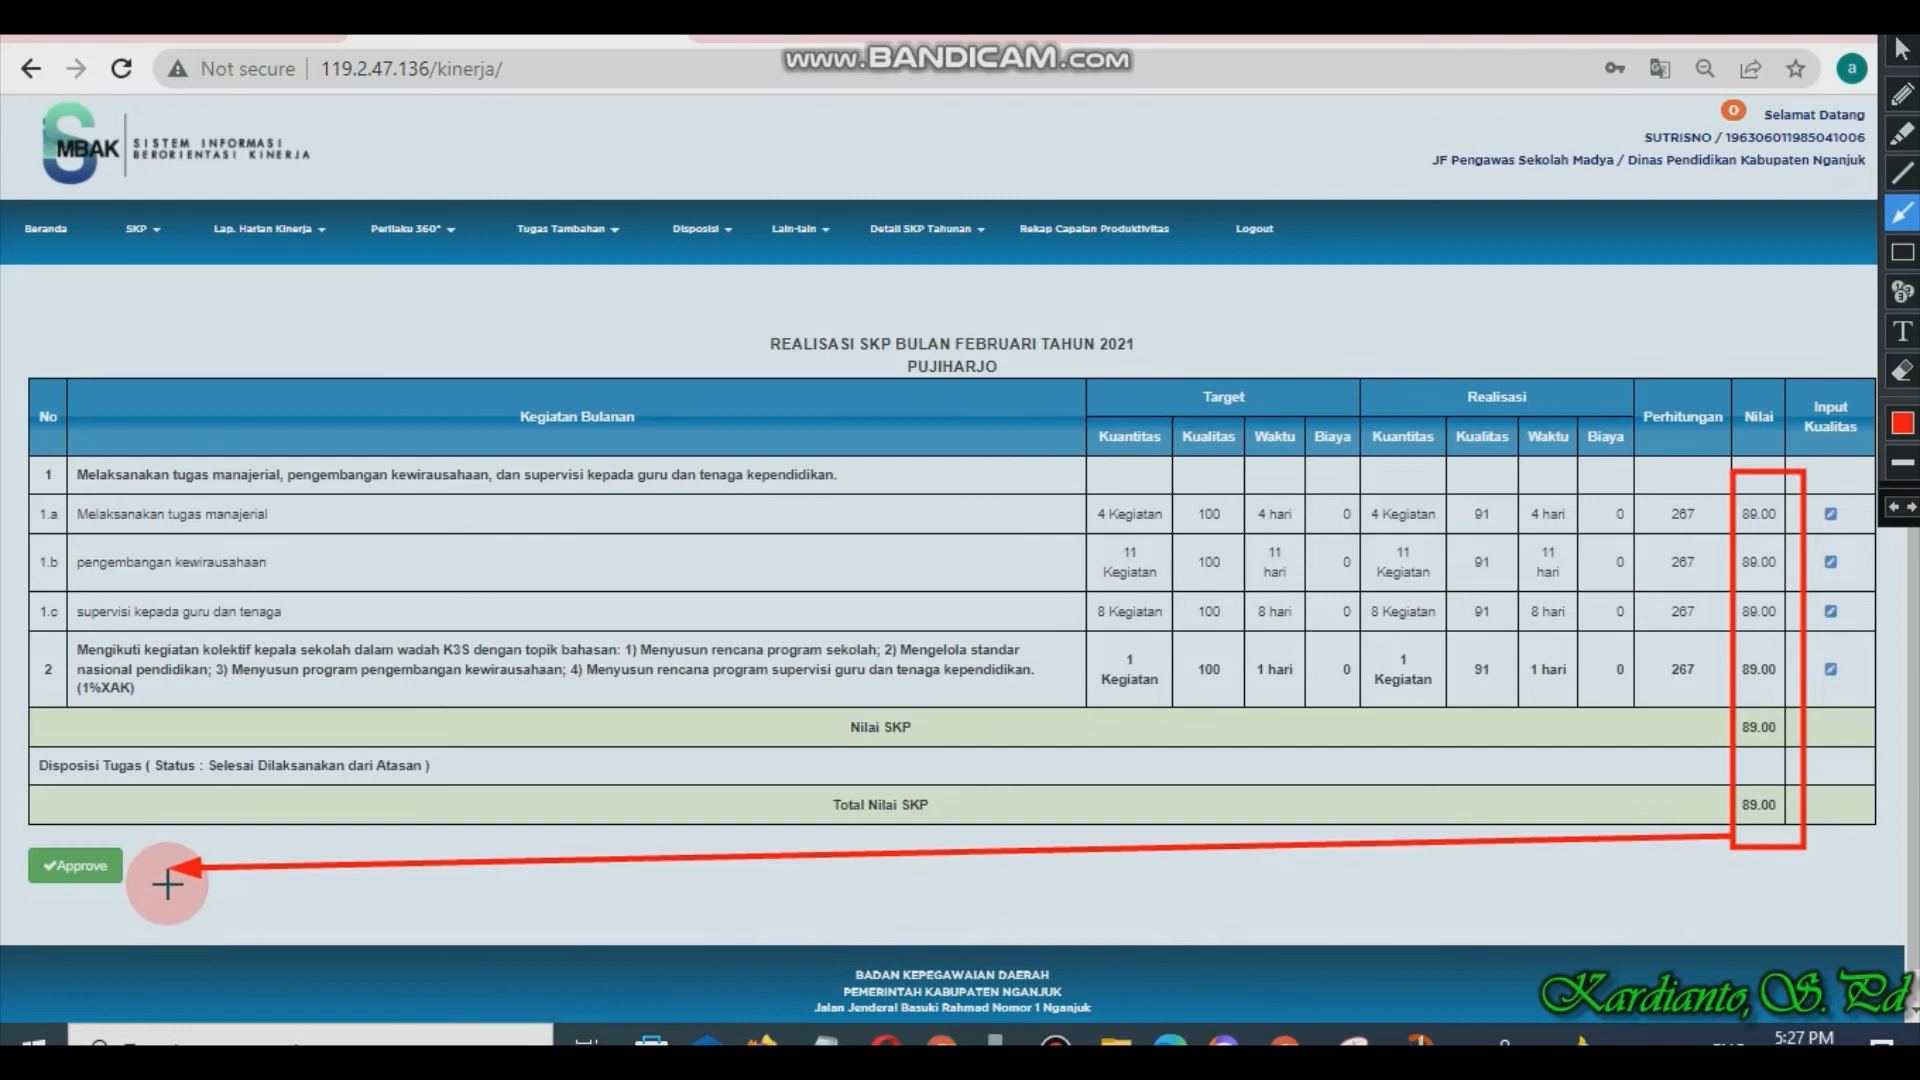 www.BANDICAM.com
Not secure 119.2.47.136/kinerja/
a
S
MBAK
SISTEM INFORMASI
BERORIENTASI KINERJA
0 Selamat Datang
SUTRISNO / 196306011985041006
JF Pengawas Sekolah Madya / Dinas Pendidikan Kabupaten Nganjuk
Beranda SKP Lap. Harian Kinerja Perilaku 360° Tugas Tambahan Disposisi Lain-lain Detail SKP Tahunan Rekap Capaian Produktivitas Logout
REALISASI SKP BULAN FEBRUARI TAHUN 2021
PUJIHARJO
No Kegiatan Bulanan Target Realisasi Perhitungan Nilai Input Kualitas
Kuantitas Kualitas Waktu Biaya Kuantitas Kualitas Waktu Biaya
1 Melaksanakan tugas manajerial, pengembangan kewirausahaan, dan supervisi kepada guru dan tenaga kependidikan.
1.a Melaksanakan tugas manajerial 4 Kegiatan 100 4 hari 0 4 Kegiatan 91 4 hari 0 267 89.00
1.b pengembangan kewirausahaan 11 Kegiatan 100 11 hari 0 11 Kegiatan 91 11 hari 0 267 89.00
1.c supervisi kepada guru dan tenaga 8 Kegiatan 100 8 hari 0 8 Kegiatan 91 8 hari 0 267 89.00
2 Mengikuti kegiatan kolektif kepala sekolah dalam wadah K3S dengan topik bahasan: 1) Menyusun rencana program sekolah; 2) Mengelola standar
nasional pendidikan; 3) Menyusun program pengembangan kewirausahaan; 4) Menyusun rencana program supervisi guru dan tenaga kependidikan.
(1%XAK) 1 Kegiatan 100 1 hari 0 1 Kegiatan 91 1 hari 0 267 89.00
Nilai SKP 89.00
Disposisi Tugas ( Status : Selesai Dilaksanakan dari Atasan )
Total Nilai SKP 89.00
Approve
BADAN KEPEGAWAIAN DAERAH
PEMERINTAH KABUPATEN NGANJUK
Jalan Jenderal Basuki Rahmad Nomor 1 Nganjuk
Kardianto, S. Pd
5:27 PM